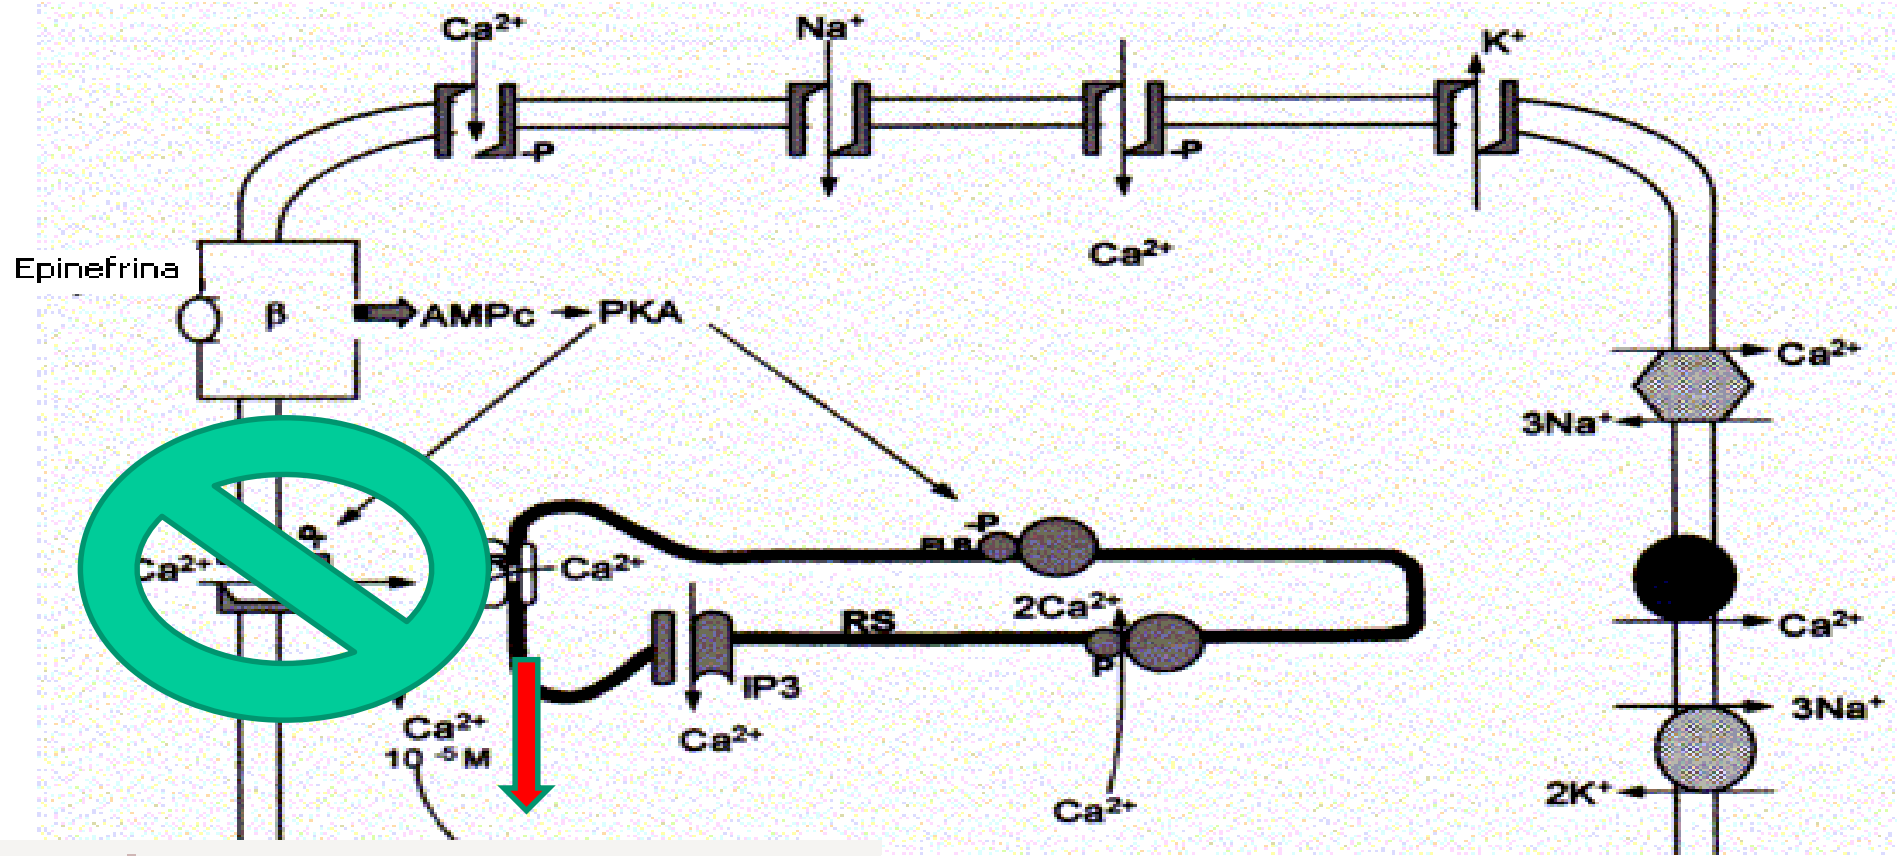 Ca²⁺
Na⁺
K⁺
-P
-P
Ca²⁺
Epinefrina
β
AMPc
PKA
Ca²⁺
3Na⁺
-P
Ca²⁺
Ca²⁺
2Ca²⁺
RS
P
IP3
Ca²⁺
3Na⁺
Ca²⁺
10 ⁻⁵ M
Ca²⁺
2K⁺
Ca²⁺